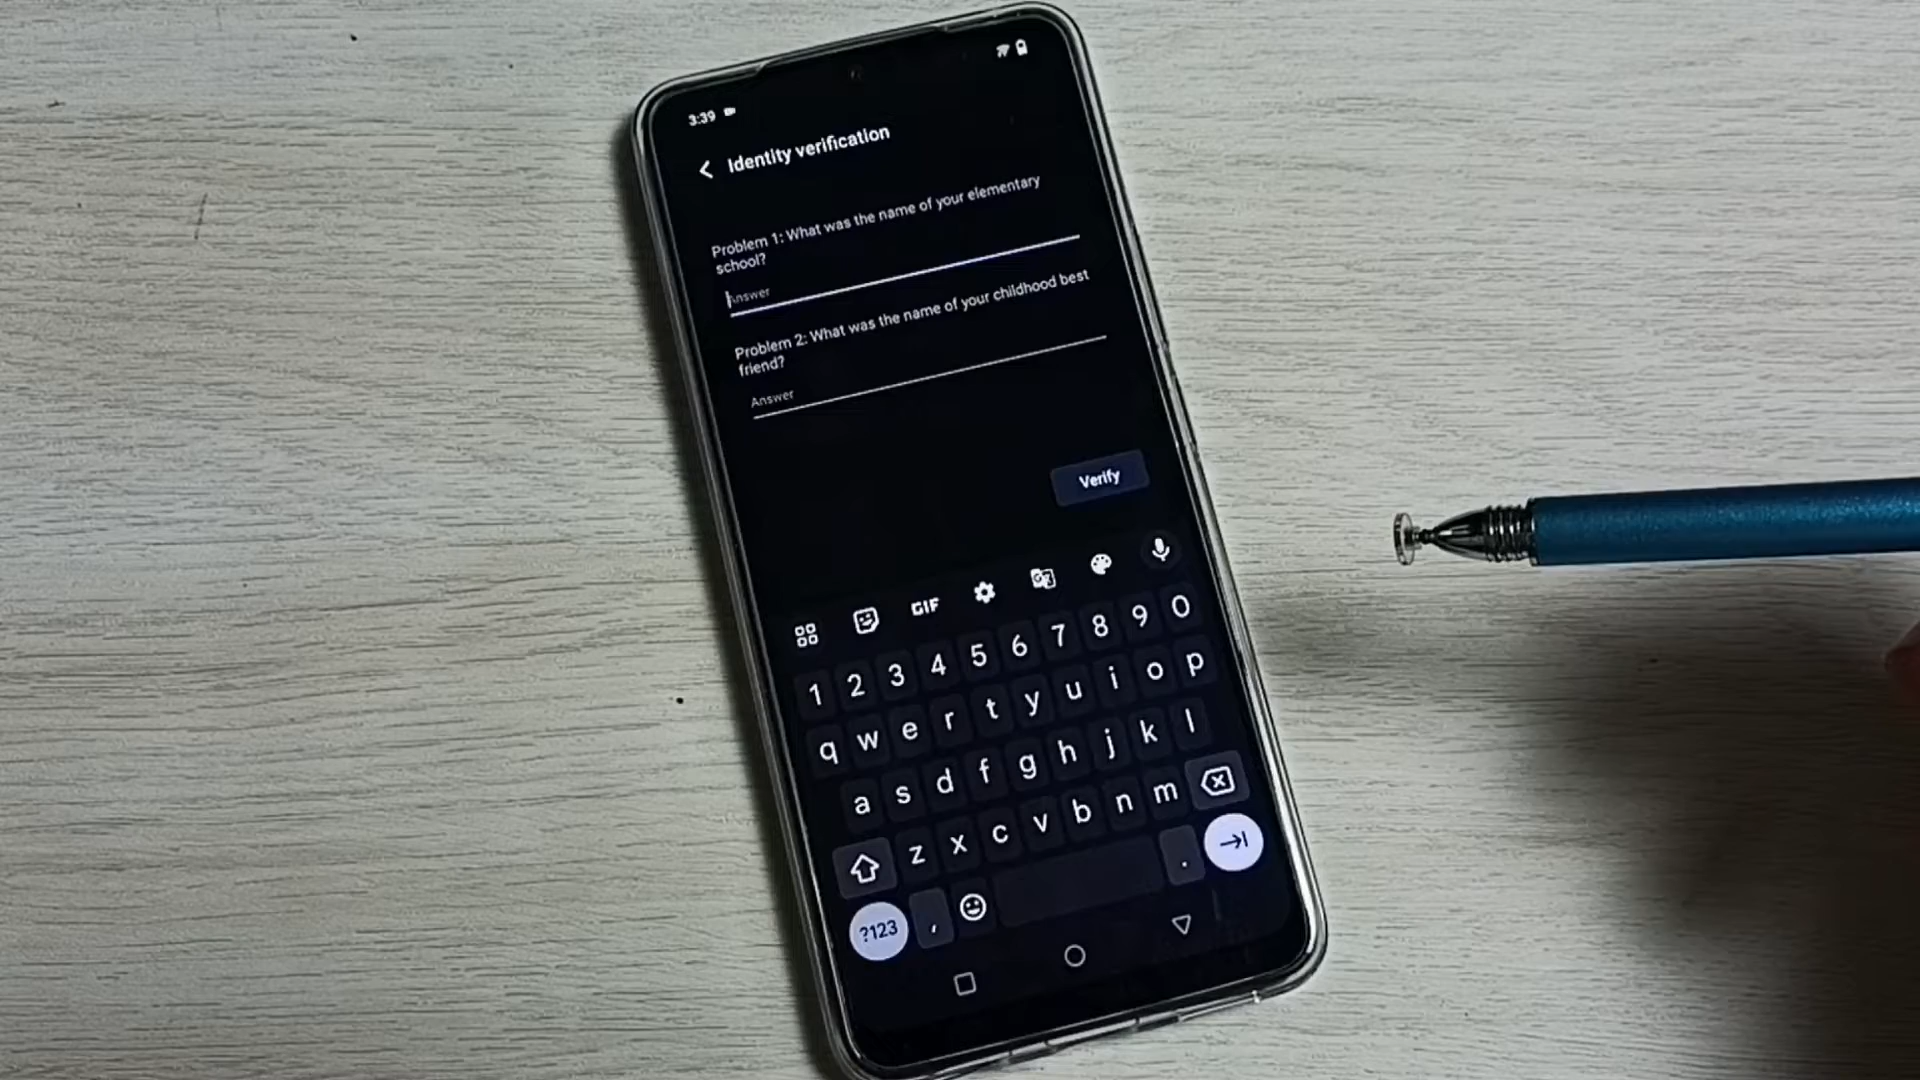 3:39
Identity verification
Problem 1: What was the name of your elementary
school?
Answer
Problem 2: What was the name of your childhood best
friend?
Answer
Verify
GIF
1 2 3 4 5 6 7 8 9 0
q w e r t y u i o p
a s d f g h j k l
z x c v b n m
?123 , .